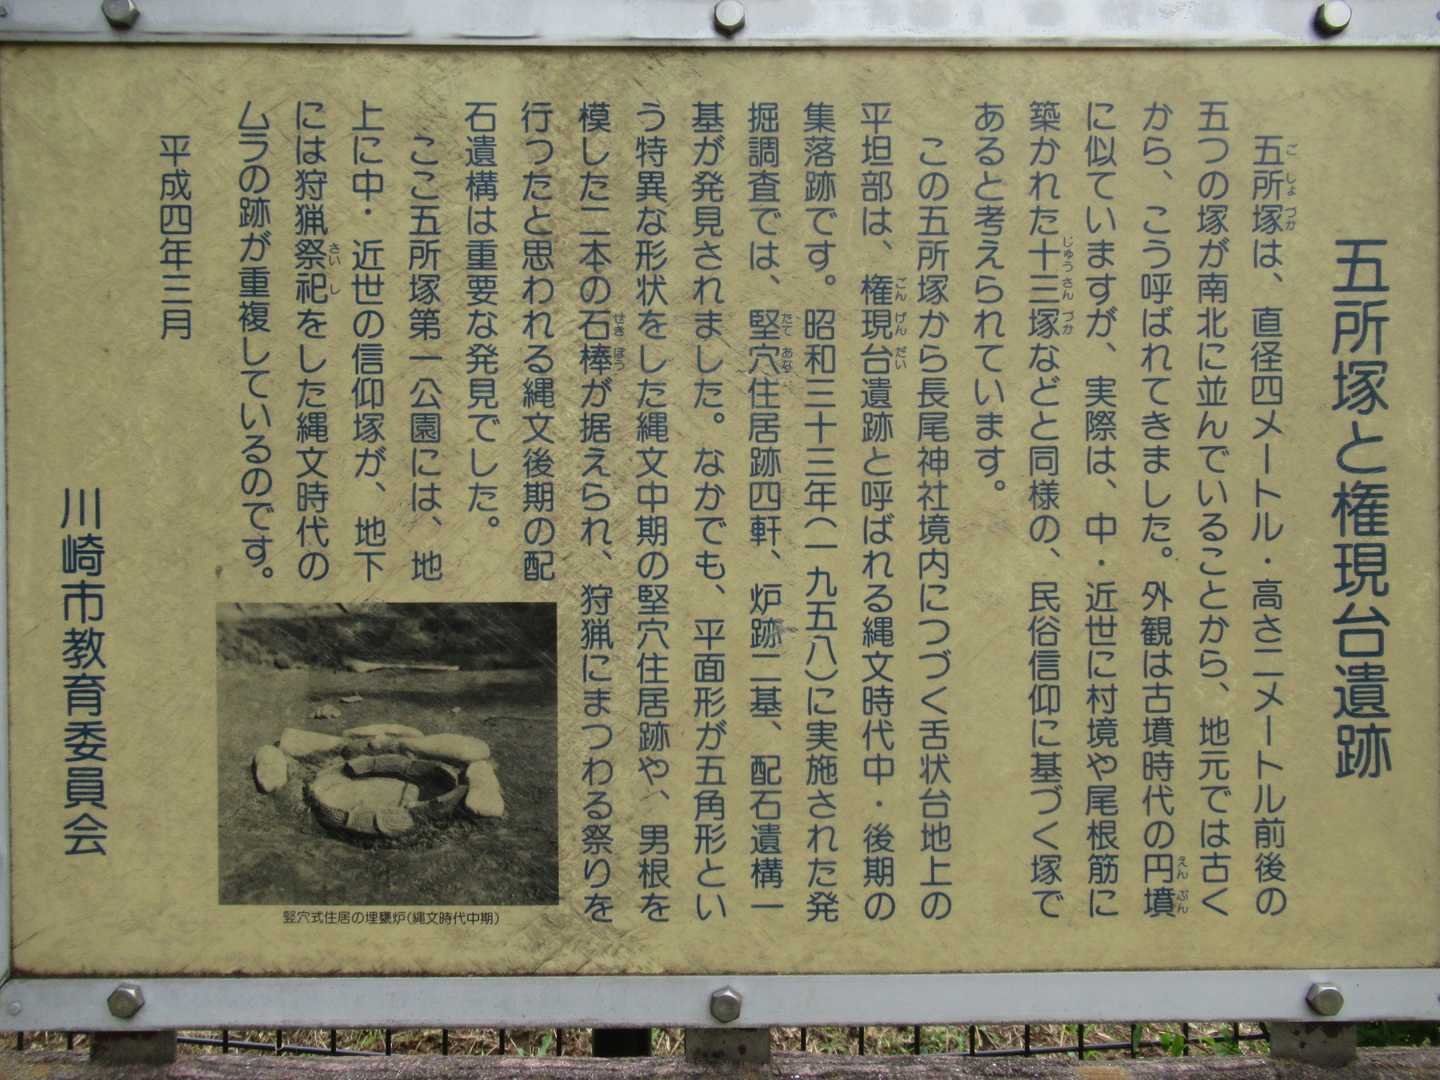 五所塚と権現台遺跡
五所塚は、直径四メートル・高さ二メートル前後の
五つの塚が南北に並んでいることから、地元では古く
から、こう呼ばれてきました。外観は古墳時代の円墳
に似ていますが、実際は、中・近世に村境や尾根筋に
築かれた十三塚などと同様の、民俗信仰に基づく塚で
あると考えられています。
この五所塚から長尾神社境内につづく舌状台地上の
平坦部は、権現台遺跡と呼ばれる縄文時代中・後期の
集落跡です。昭和三十三年(一九五八)に実施された発
掘調査では、竪穴住居跡四軒、炉跡二基、配石遺構一
基が発見されました。なかでも、平面形が五角形とい
う特異な形状をした縄文中期の竪穴住居跡や、男根を
模した二本の石棒が据えられ、狩猟にまつわる祭りを
行ったと思われる縄文後期の配
石遺構は重要な発見でした。
ここ五所塚第一公園には、地
上に中・近世の信仰塚が、地下
には狩猟祭祀をした縄文時代の
ムラの跡が重複しているのです。
平成四年三月
川崎市教育委員会
竪穴式住居の埋甕炉(縄文時代中期)